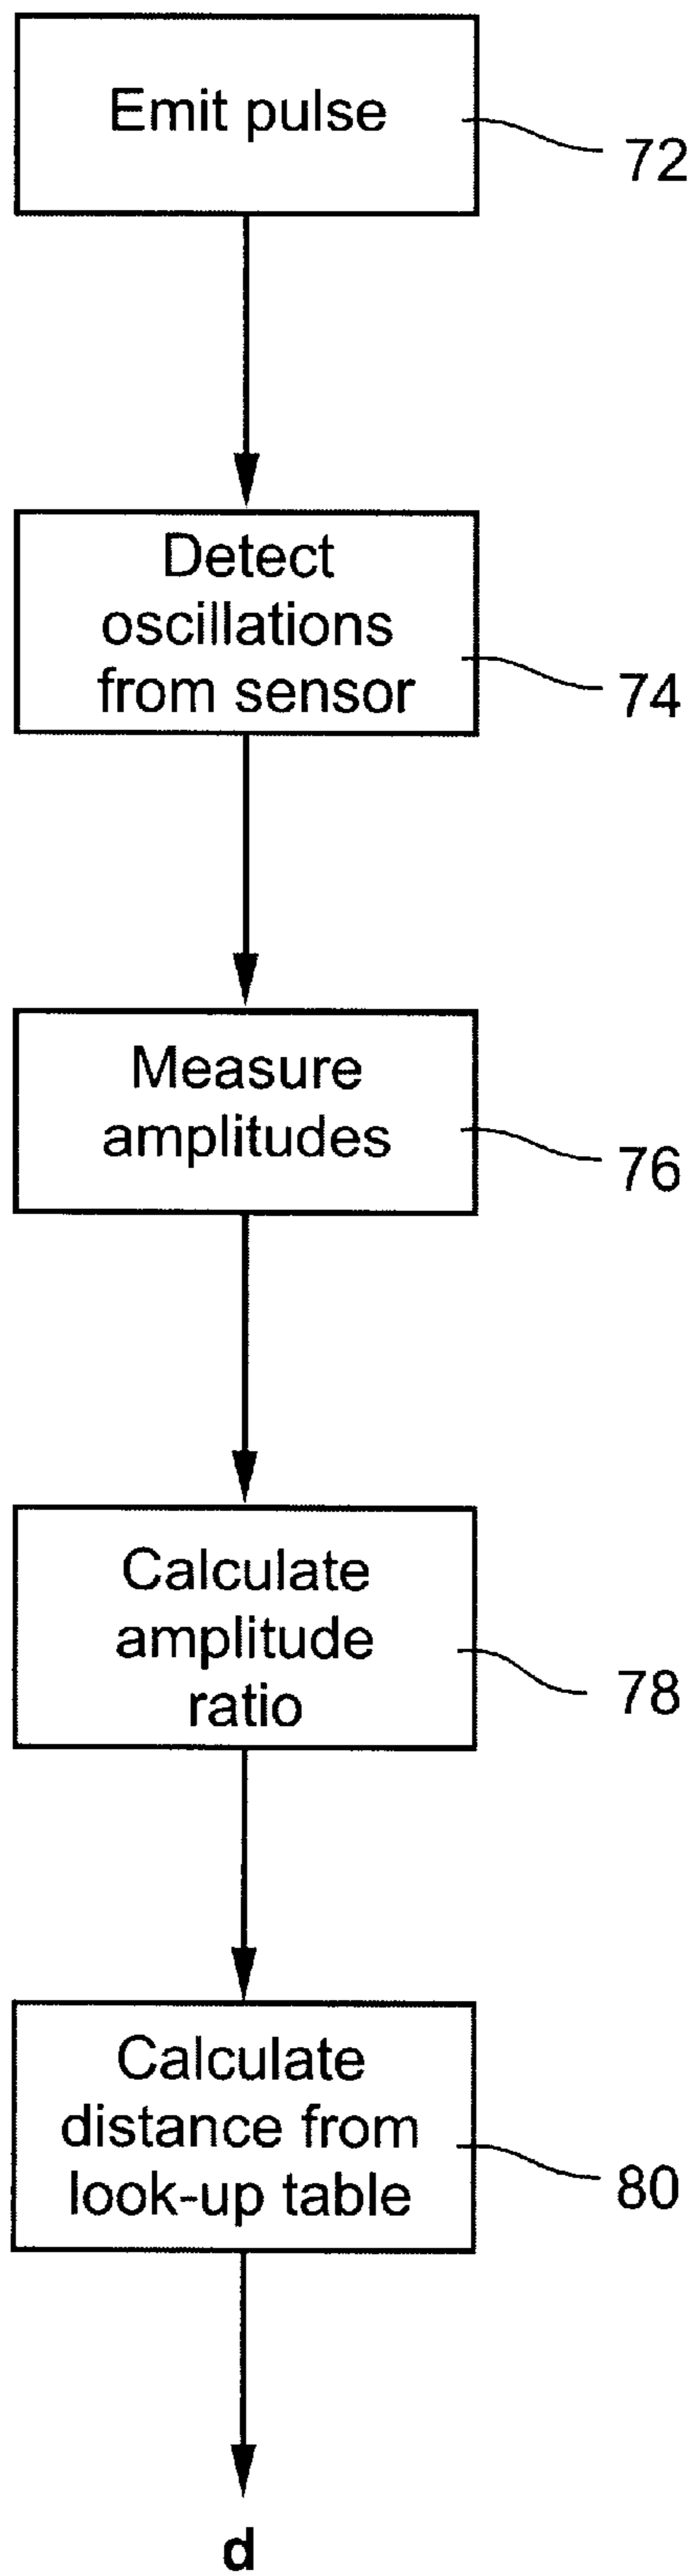 Emit pulse
72
Detect
oscillations
from sensor
74
Measure
amplitudes
76
Calculate
amplitude
ratio
78
Calculate
distance from
look-up table
80
d